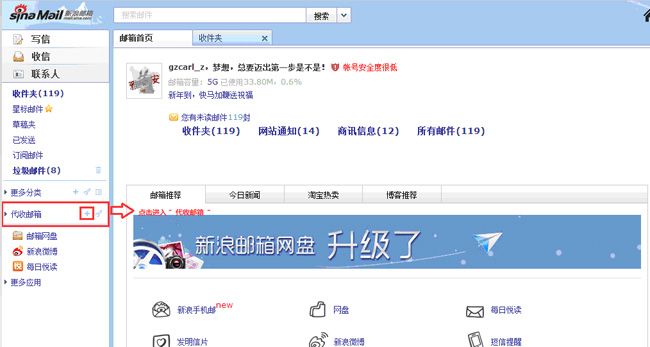 sina Mail 新浪邮箱
mail.sina.com.cn
搜索邮件 搜索
写信
收信
联系人
收件夹(119)
星标邮件
草稿夹
已发送
订阅邮件
垃圾邮件(8)
更多分类
代收邮箱
邮箱网盘
新浪微博
每日悦读
更多应用
邮箱首页 收件夹 ×
gzcarl_z，梦想，总要迈出第一步是不是！ 帐号安全度很低
邮箱容量：5G 已使用33.80M，0.6%
新年到，快马加鞭送祝福
您有未读邮件119封
收件夹(119) 网站通知(14) 商讯信息(12) 所有邮件(119)
邮箱推荐 今日新闻 淘宝热卖 博客推荐
点击进入 " 代收邮箱 "
新浪邮箱网盘 升级了
新浪手机邮new 网盘 每日悦读
发明信片 新浪微博 短信提醒